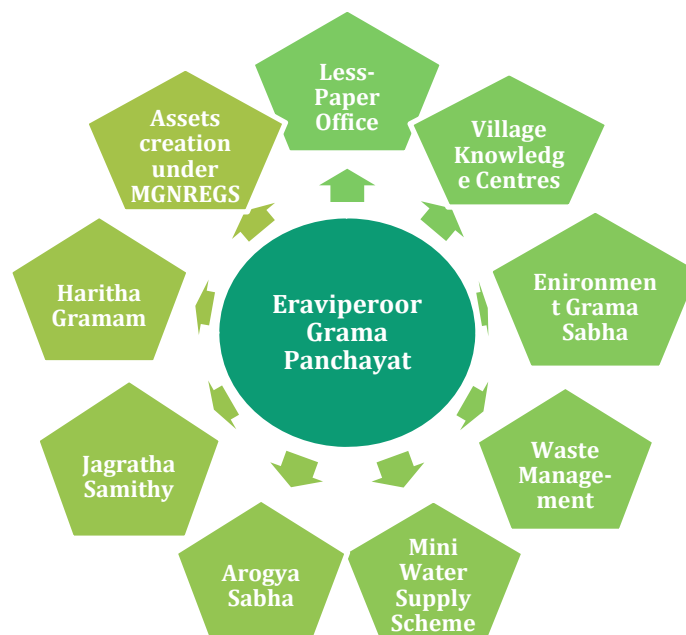 Less-
Paper
Office
Village
Knowledg
e Centres
Enironmen
t Grama
Sabha
Waste
Manage-
ment
Mini
Water
Supply
Scheme
Arogya
Sabha
Jagratha
Samithy
Haritha
Gramam
Assets
creation
under
MGNREGS
Eraviperoor
Grama
Panchayat